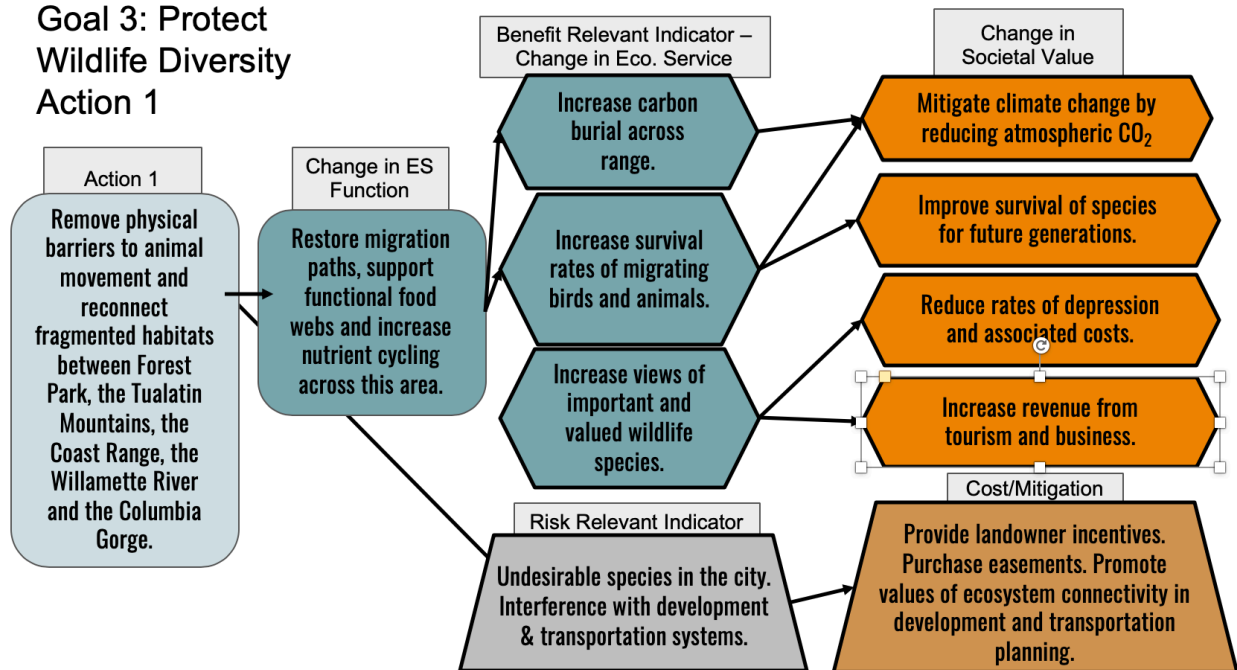 Goal 3: Protect
Wildlife Diversity
Action 1
Action 1
Remove physical
barriers to animal
movement and
reconnect
fragmented habitats
between Forest
Park, the Tualatin
Mountains, the
Coast Range, the
Willamette River
and the Columbia
Gorge.
Change in ES
Function
Restore migration
paths, support
functional food
webs and increase
nutrient cycling
across this area.
Benefit Relevant Indicator –
Change in Eco. Service
Increase carbon
burial across
range.
Increase survival
rates of migrating
birds and animals.
Increase views of
important and
valued wildlife
species.
Risk Relevant Indicator
Undesirable species in the city.
Interference with development
& transportation systems.
Change in
Societal Value
Mitigate climate change by
reducing atmospheric CO₂
Improve survival of species
for future generations.
Reduce rates of depression
and associated costs.
Increase revenue from
tourism and business.
Cost/Mitigation
Provide landowner incentives.
Purchase easements. Promote
values of ecosystem connectivity in
development and transportation
planning.